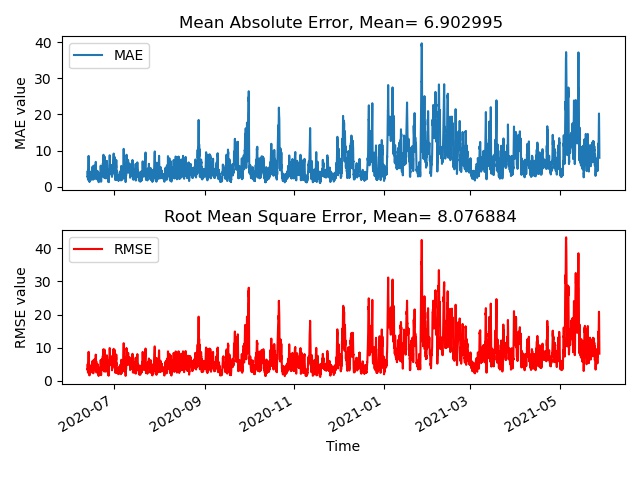 Mean Absolute Error, Mean= 6.902995
MAE value
40
30
20
10
0
MAE
Root Mean Square Error, Mean= 8.076884
RMSE value
40
30
20
10
0
RMSE
2020-07
2020-09
2020-11
2021-01
2021-03
2021-05
Time